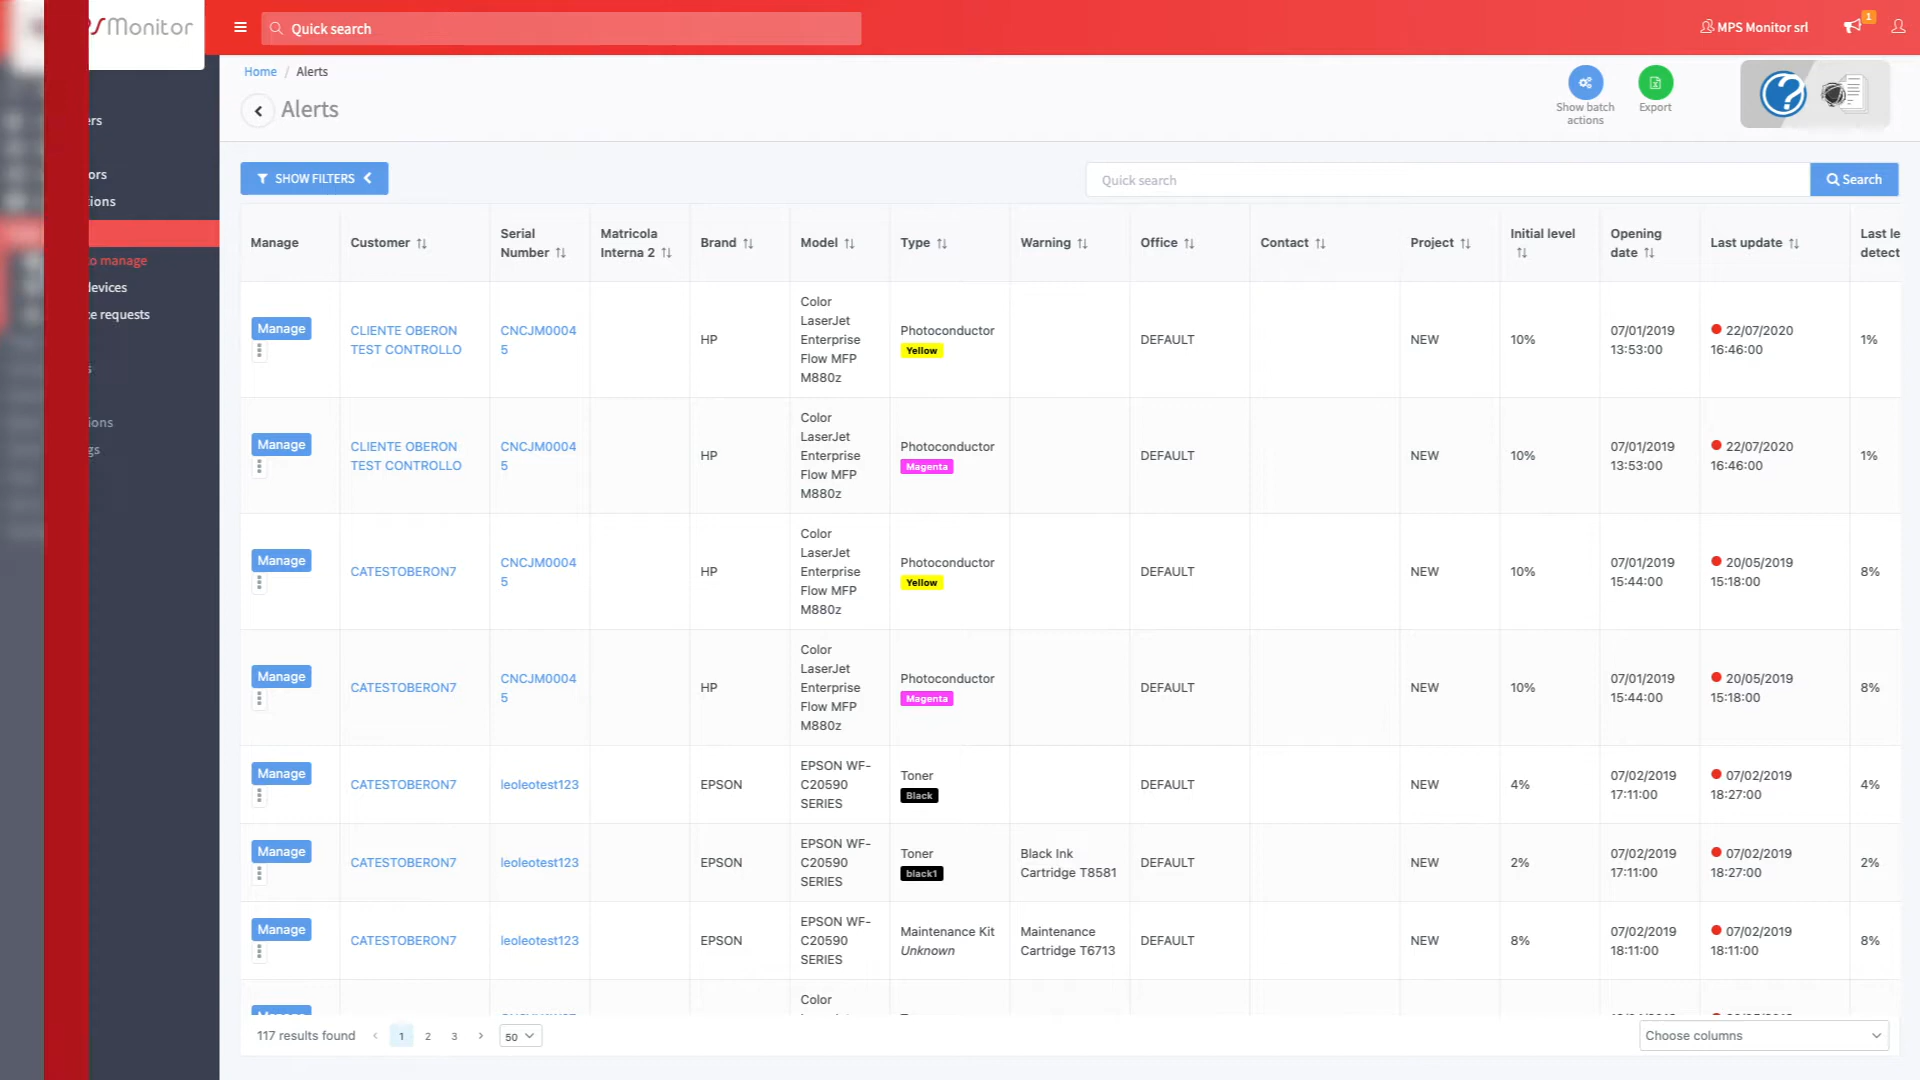 Monitor
Quick search
MPS Monitor srl
1
Home / Alerts
Alerts
Show batch
actions
Export
SHOW FILTERS
Quick search
Search
manage
requests
Manage
Customer
Serial
Number
Matricola
Interna 2
Brand
Model
Type
Warning
Office
Contact
Project
Initial level
Opening
date
Last update
Last le
detect
Manage
CLIENTE OBERON
TEST CONTROLLO
CNCJM0004
5
HP
Color
LaserJet
Enterprise
Flow MFP
M880z
Photoconductor
Yellow
DEFAULT
NEW
10%
07/01/2019
13:53:00
22/07/2020
16:46:00
1%
Manage
CLIENTE OBERON
TEST CONTROLLO
CNCJM0004
5
HP
Color
LaserJet
Enterprise
Flow MFP
M880z
Photoconductor
Magenta
DEFAULT
NEW
10%
07/01/2019
13:53:00
22/07/2020
16:46:00
1%
Manage
CATESTOBERON7
CNCJM0004
5
HP
Color
LaserJet
Enterprise
Flow MFP
M880z
Photoconductor
Yellow
DEFAULT
NEW
10%
07/01/2019
15:44:00
20/05/2019
15:18:00
8%
Manage
CATESTOBERON7
CNCJM0004
5
HP
Color
LaserJet
Enterprise
Flow MFP
M880z
Photoconductor
Magenta
DEFAULT
NEW
10%
07/01/2019
15:44:00
20/05/2019
15:18:00
8%
Manage
CATESTOBERON7
leoleotest123
EPSON
EPSON WF-
C20590
SERIES
Toner
Black
DEFAULT
NEW
4%
07/02/2019
17:11:00
07/02/2019
18:27:00
4%
Manage
CATESTOBERON7
leoleotest123
EPSON
EPSON WF-
C20590
SERIES
Toner
black1
Black Ink
Cartridge T8581
DEFAULT
NEW
2%
07/02/2019
17:11:00
07/02/2019
18:27:00
2%
Manage
CATESTOBERON7
leoleotest123
EPSON
EPSON WF-
C20590
SERIES
Maintenance Kit
Unknown
Maintenance
Cartridge T6713
DEFAULT
NEW
8%
07/02/2019
18:11:00
07/02/2019
18:11:00
8%
Color
117 results found
1 2 3
50
Choose columns